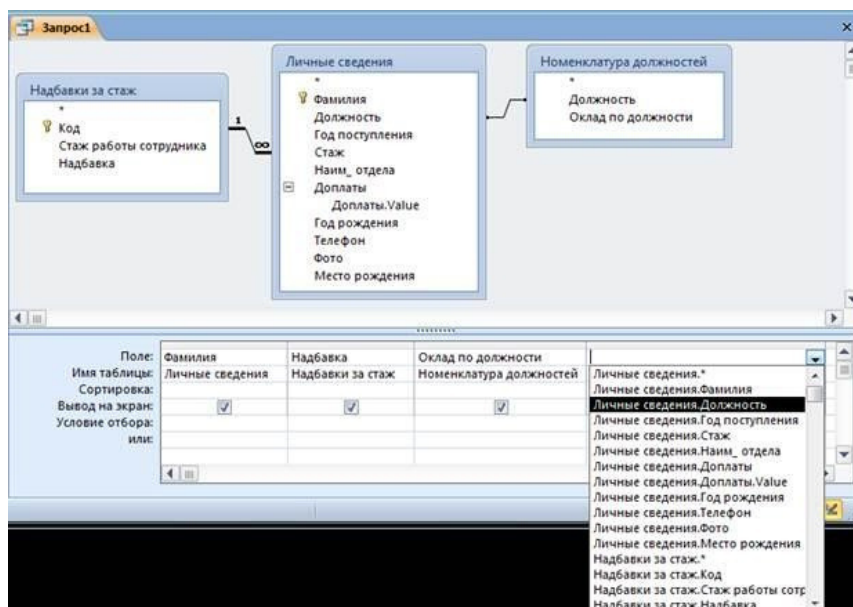 Запрос1
Надбавки за стаж
*
Код
Стаж работы сотрудника
Надбавка
1
∞
Личные сведения
*
Фамилия
Должность
Год поступления
Стаж
Наим_ отдела
Доплаты
Доплаты.Value
Год рождения
Телефон
Фото
Место рождения
Номенклатура должностей
*
Должность
Оклад по должности
Поле: Фамилия Надбавка Оклад по должности
Имя таблицы: Личные сведения Надбавки за стаж Номенклатура должностей
Сортировка:
Вывод на экран:
Условие отбора:
или:
Личные сведения.*
Личные сведения.Фамилия
Личные сведения.Должность
Личные сведения.Год поступления
Личные сведения.Стаж
Личные сведения.Наим_ отдела
Личные сведения.Доплаты
Личные сведения.Доплаты.Value
Личные сведения.Год рождения
Личные сведения.Телефон
Личные сведения.Фото
Личные сведения.Место рождения
Надбавки за стаж.*
Надбавки за стаж.Код
Надбавки за стаж.Стаж работы сотр
Надбавки за стаж.Надбавка